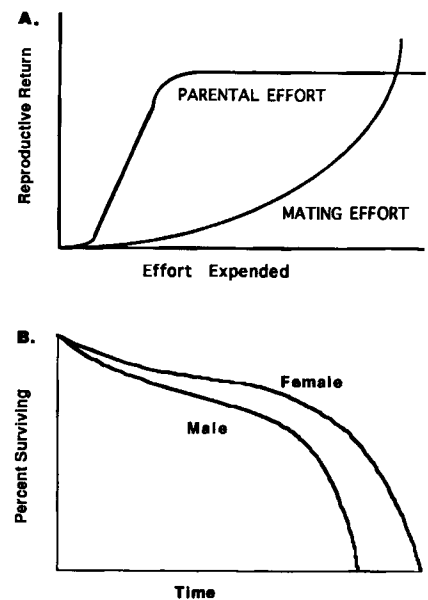 A.
Reproductive Return
PARENTAL EFFORT
MATING EFFORT
Effort Expended
B.
Percent Surviving
Female
Male
Time